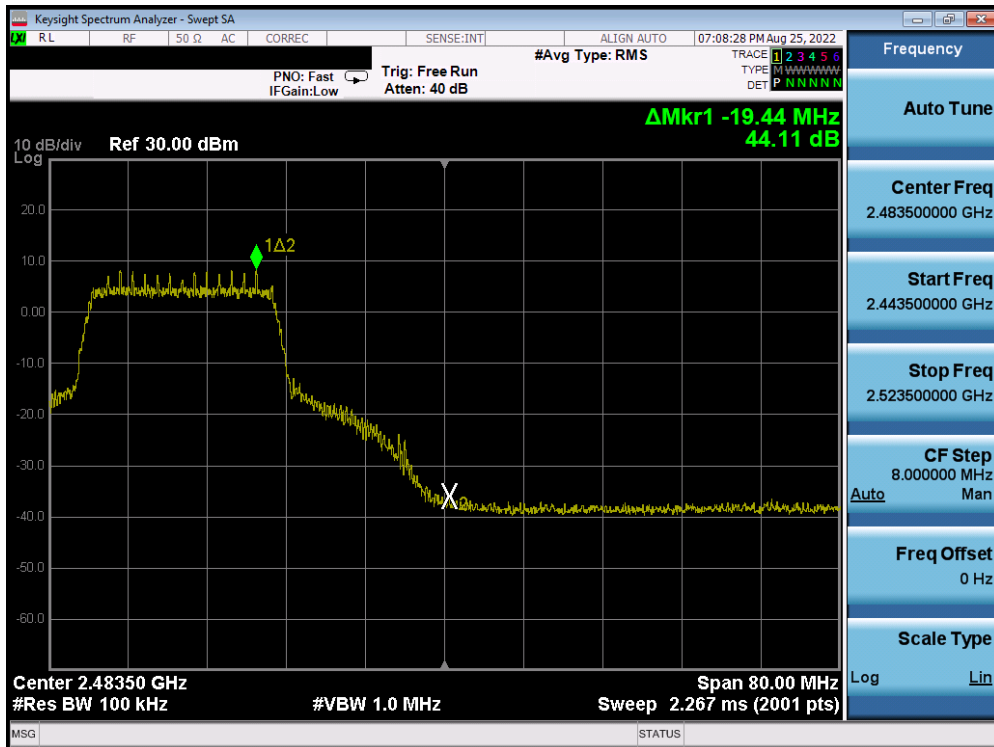 Keysight Spectrum Analyzer - Swept SA
LXI RL RF 50 Ω AC CORREC SENSE:INT ALIGN AUTO 07:08:28 PM Aug 25, 2022
#Avg Type: RMS
TRACE 1 2 3 4 5 6
PNO: Fast Trig: Free Run
TYPE M WWWWW
IFGain:Low Atten: 40 dB
DET P N N N N N
ΔMkr1 -19.44 MHz
44.11 dB
10 dB/div Ref 30.00 dBm
Log
20.0
1Δ2
10.0
0.00
-10.0
-20.0
-30.0
X2
-40.0
-50.0
-60.0
Center 2.48350 GHz Span 80.00 MHz
#Res BW 100 kHz #VBW 1.0 MHz Sweep 2.267 ms (2001 pts)
MSG STATUS
Frequency
Auto Tune
Center Freq
2.483500000 GHz
Start Freq
2.443500000 GHz
Stop Freq
2.523500000 GHz
CF Step
8.000000 MHz
Auto Man
Freq Offset
0 Hz
Scale Type
Log Lin